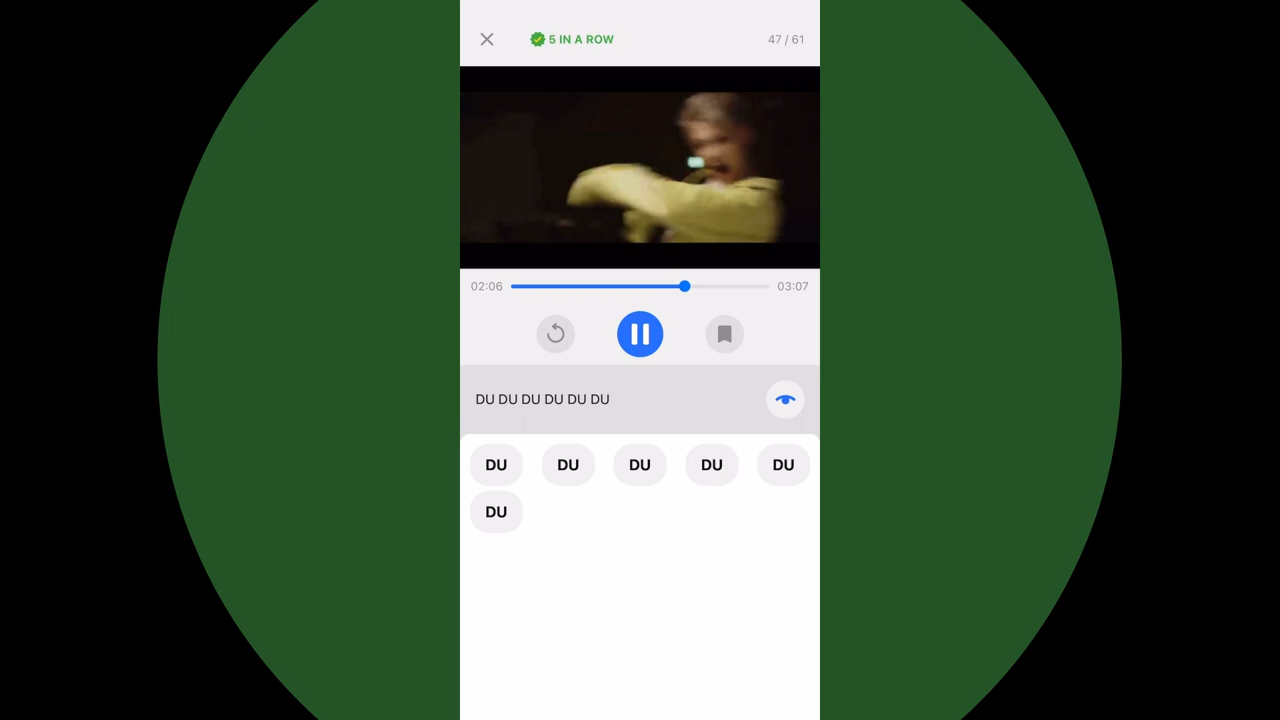 5 IN A ROW
47 / 61
02:06
03:07
DU DU DU DU DU DU
DU DU DU DU DU
DU